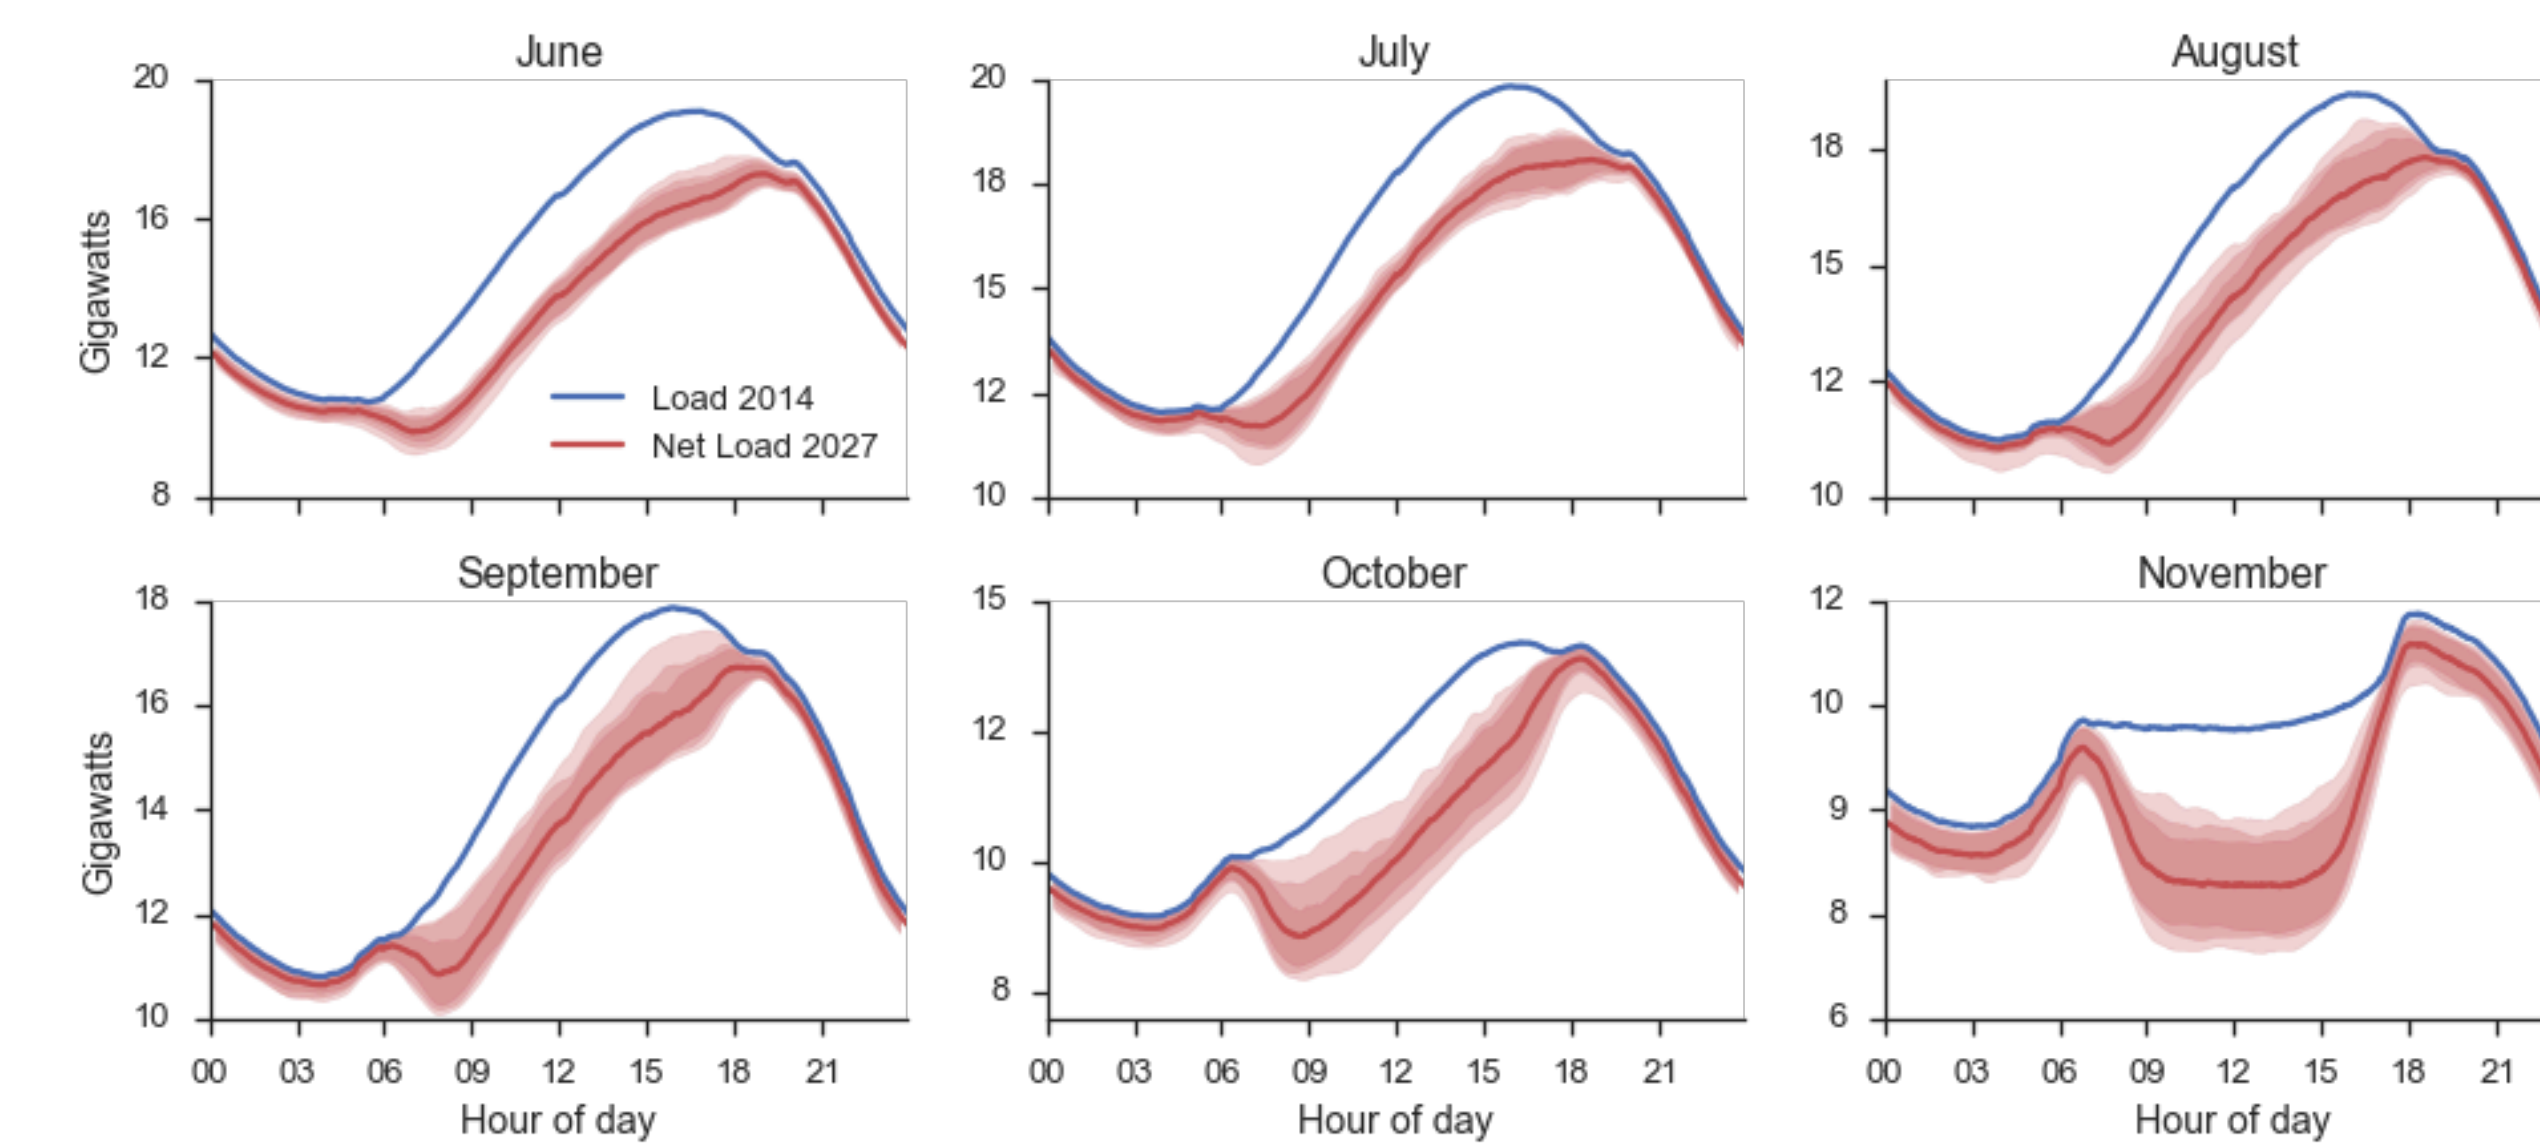 June
July
August
20
16
12
8
Gigawatts
Load 2014
Net Load 2027
20
18
15
12
10
18
15
12
10
September
October
November
18
16
14
12
10
Gigawatts
00 03 06 09 12 15 18 21
Hour of day
15
12
10
8
00 03 06 09 12 15 18 21
Hour of day
12
10
9
8
6
00 03 06 09 12 15 18 21
Hour of day